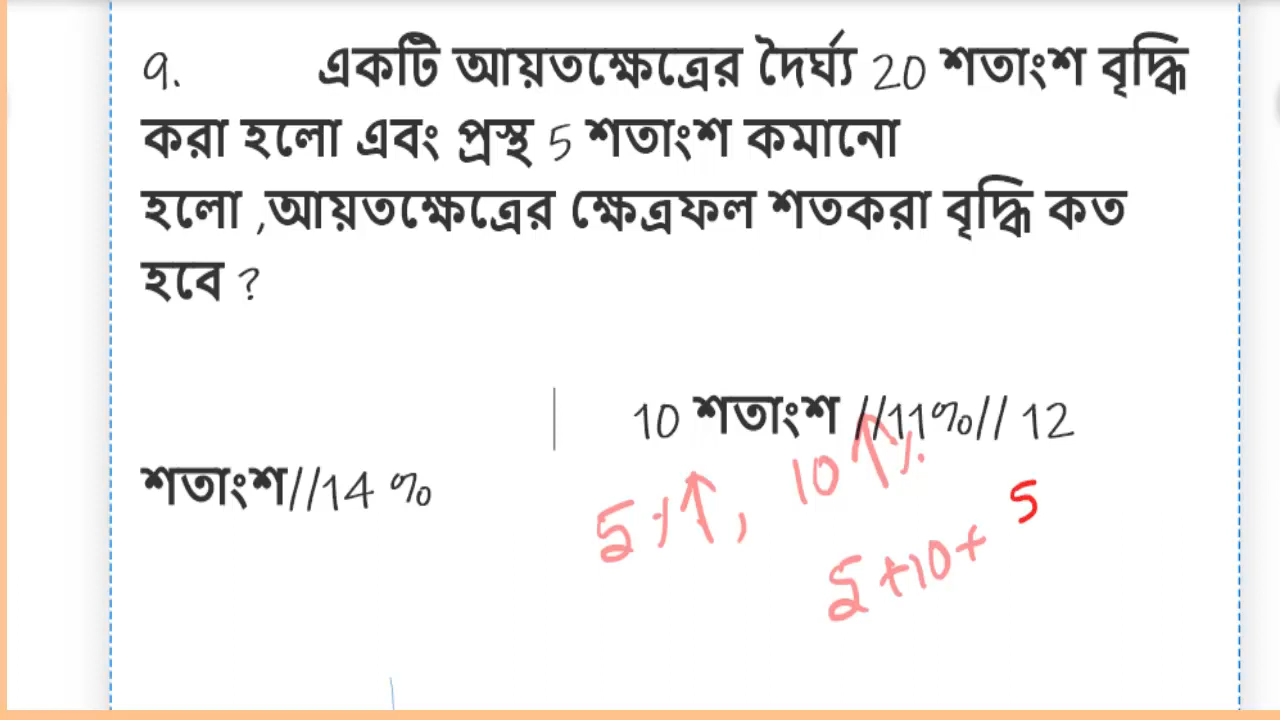 9. একটি আয়তক্ষেত্রের দৈর্ঘ্য 20 শতাংশ বৃদ্ধি
করা হলো এবং প্রস্থ 5 শতাংশ কমানো
হলো ,আয়তক্ষেত্রের ক্ষেত্রফল শতকরা বৃদ্ধি কত
হবে ?
10 শতাংশ //11%// 12
শতাংশ//14 %
5%↑, 10↑%
5+10+ 5